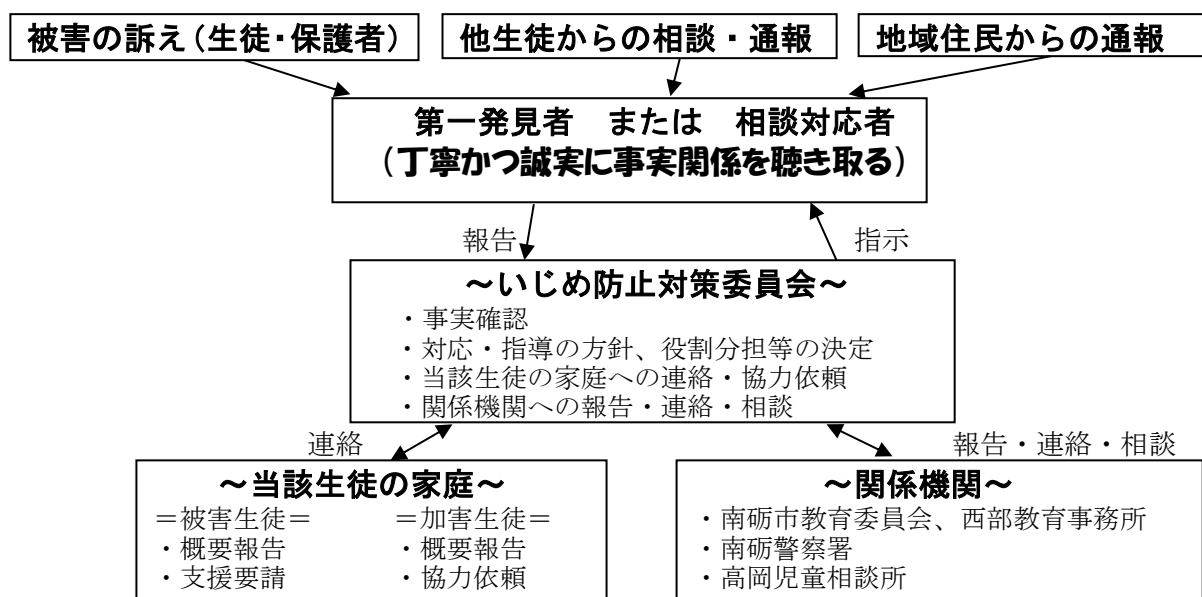 被害の訴え(生徒・保護者)
他生徒からの相談・通報
地域住民からの通報
第一発見者 または 相談対応者
(丁寧かつ誠実に事実関係を聴き取る)
報告
指示
～いじめ防止対策委員会～
・事実確認
・対応・指導の方針、役割分担等の決定
・当該生徒の家庭への連絡・協力依頼
・関係機関への報告・連絡・相談
連絡
報告・連絡・相談
～当該生徒の家庭～
＝被害生徒＝
・概要報告
・支援要請
＝加害生徒＝
・概要報告
・協力依頼
～関係機関～
・南砺市教育委員会、西部教育事務所
・南砺警察署
・高岡児童相談所